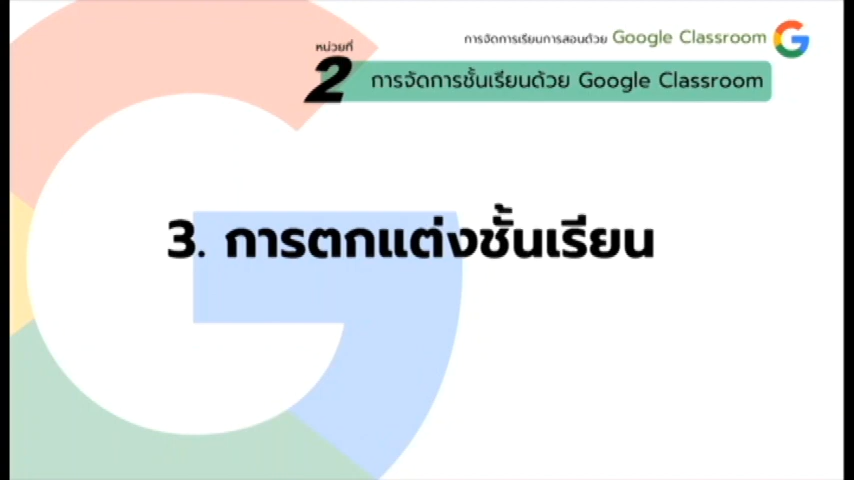 การจัดการเรียนการสอนด้วย Google Classroom
หน่วยที่
2 การจัดการชั้นเรียนด้วย Google Classroom
3. การตกแต่งชั้นเรียน